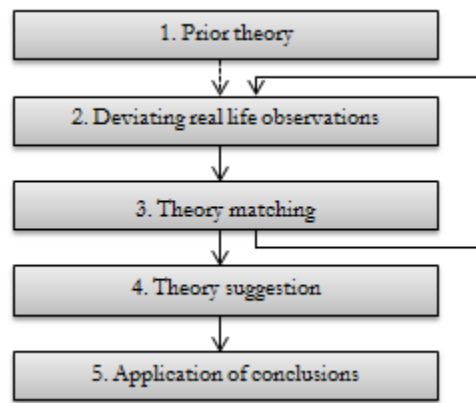 1. Prior theory
2. Deviating real life observations
3. Theory matching
4. Theory suggestion
5. Application of conclusions